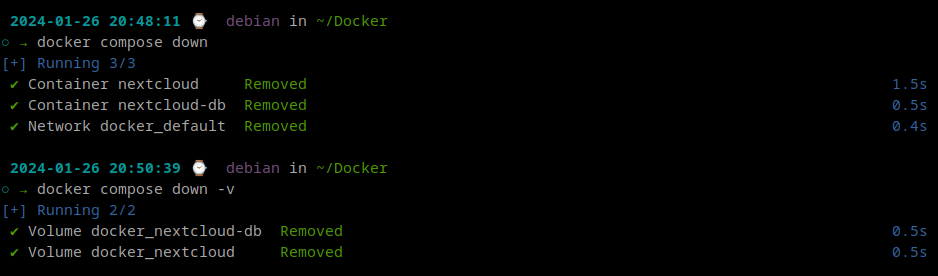 2024-01-26 20:48:11 ⌚ debian in ~/Docker
○ → docker compose down
[+] Running 3/3
✔ Container nextcloud Removed 1.5s
✔ Container nextcloud-db Removed 0.5s
✔ Network docker_default Removed 0.4s
2024-01-26 20:50:39 ⌚ debian in ~/Docker
○ → docker compose down -v
[+] Running 2/2
✔ Volume docker_nextcloud-db Removed 0.5s
✔ Volume docker_nextcloud Removed 0.5s